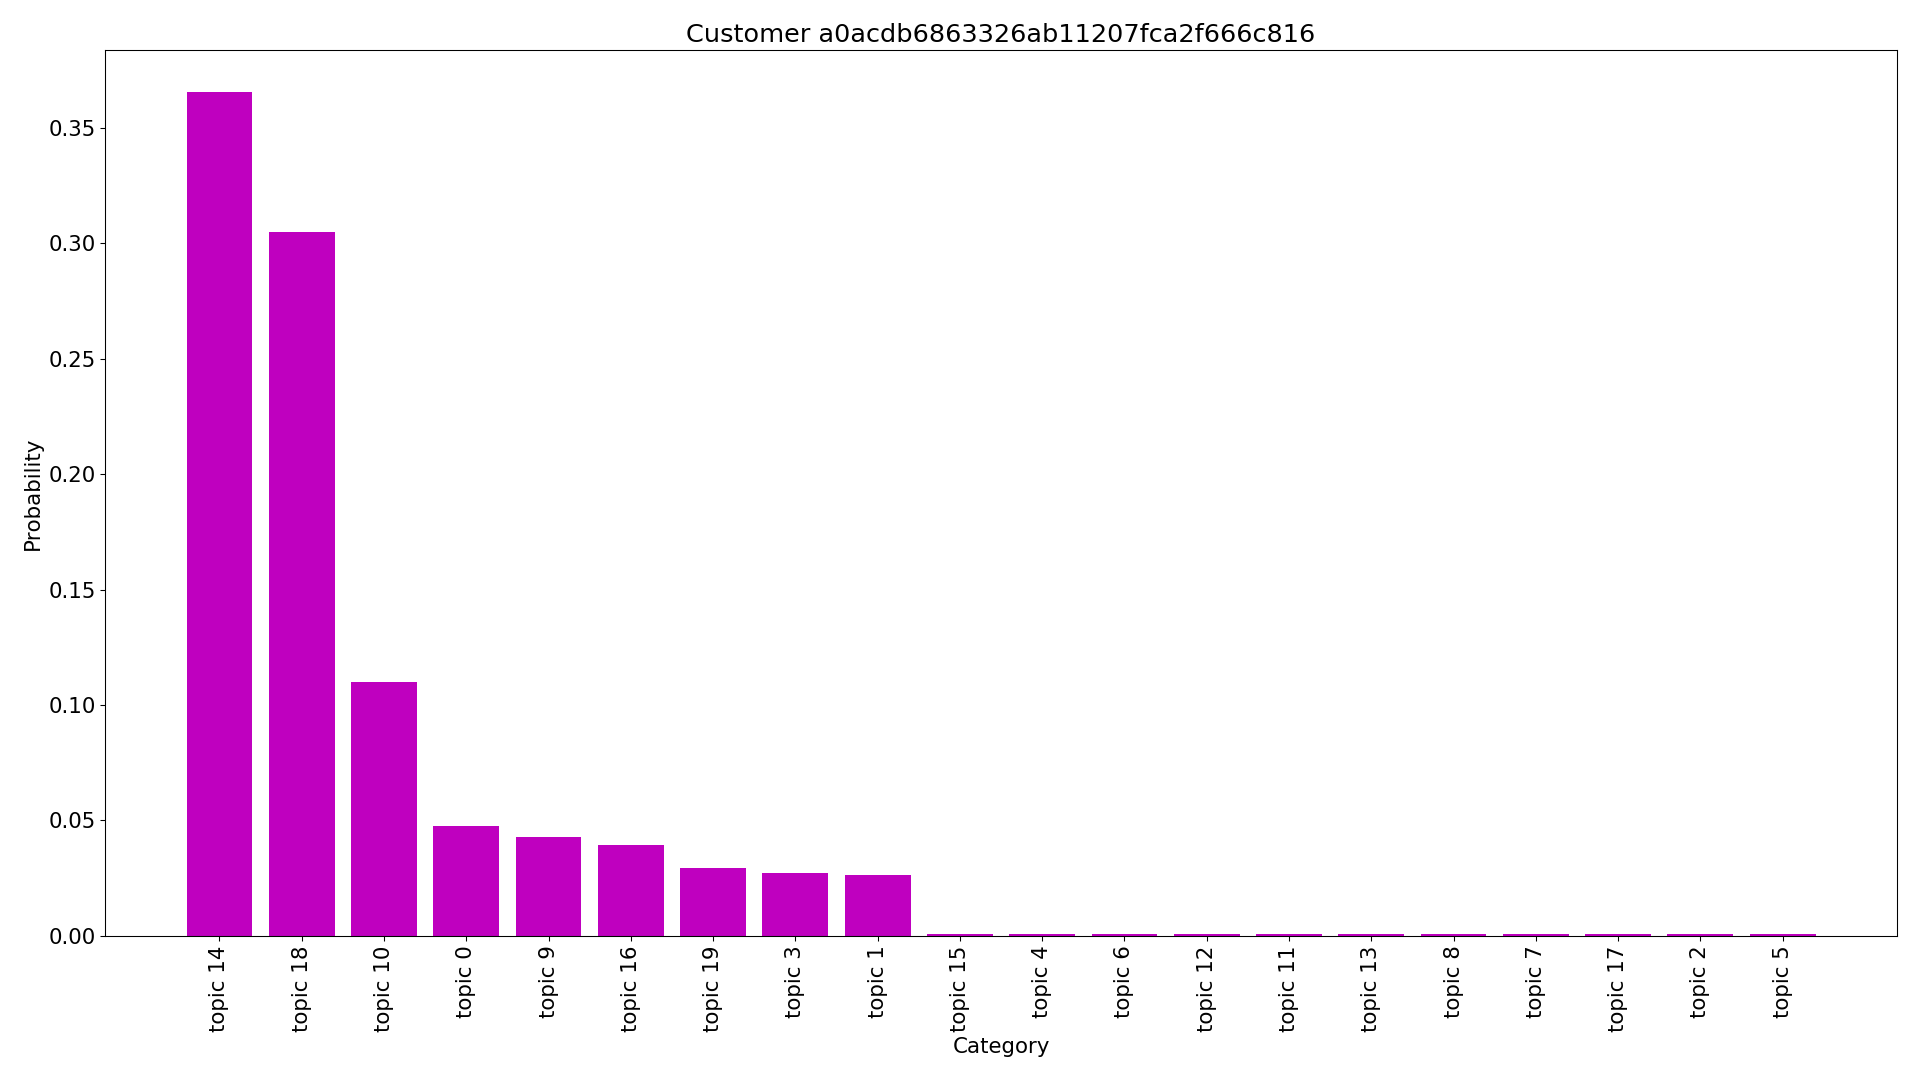 Customer a0acdb6863326ab11207fca2f666c816
Probability
0.35
0.30
0.25
0.20
0.15
0.10
0.05
0.00
topic 14
topic 18
topic 10
topic 0
topic 9
topic 16
topic 19
topic 3
topic 1
topic 15
topic 4
topic 6
topic 12
topic 11
topic 13
topic 8
topic 7
topic 17
topic 2
topic 5
Category